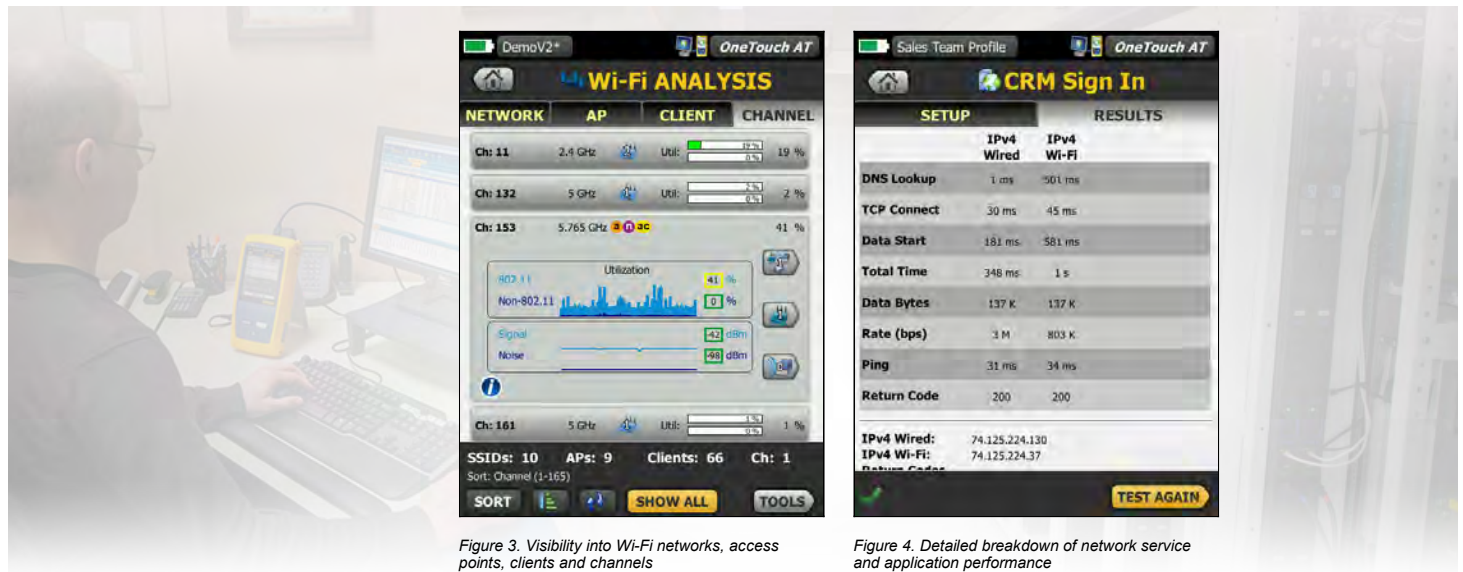 DemoV2*
OneTouch AT
Wi-Fi ANALYSIS
NETWORK AP CLIENT CHANNEL
Ch: 11 2.4 GHz Util: 19 % 0 % 19 %
Ch: 132 5 GHz Util: 2 % 0 % 2 %
Ch: 153 5.765 GHz a n ac 41 %
Utilization
802.11 41 %
Non-802.11 0 %
Signal -42 dBm
Noise -98 dBm
Ch: 161 5 GHz Util: 1 % 0 % 1 %
SSIDs: 10 APs: 9 Clients: 66 Ch: 1
Sort: Channel (1-165)
SORT SHOW ALL TOOLS
Figure 3. Visibility into Wi-Fi networks, access
points, clients and channels
Sales Team Profile
OneTouch AT
CRM Sign In
SETUP RESULTS
IPv4 IPv4
Wired Wi-Fi
DNS Lookup 1 ms 501 ms
TCP Connect 30 ms 45 ms
Data Start 181 ms 581 ms
Total Time 348 ms 1 s
Data Bytes 137 K 137 K
Rate (bps) 3 M 803 K
Ping 31 ms 34 ms
Return Code 200 200
IPv4 Wired: 74.125.224.130
IPv4 Wi-Fi: 74.125.224.37
Return Codes
TEST AGAIN
Figure 4. Detailed breakdown of network service
and application performance